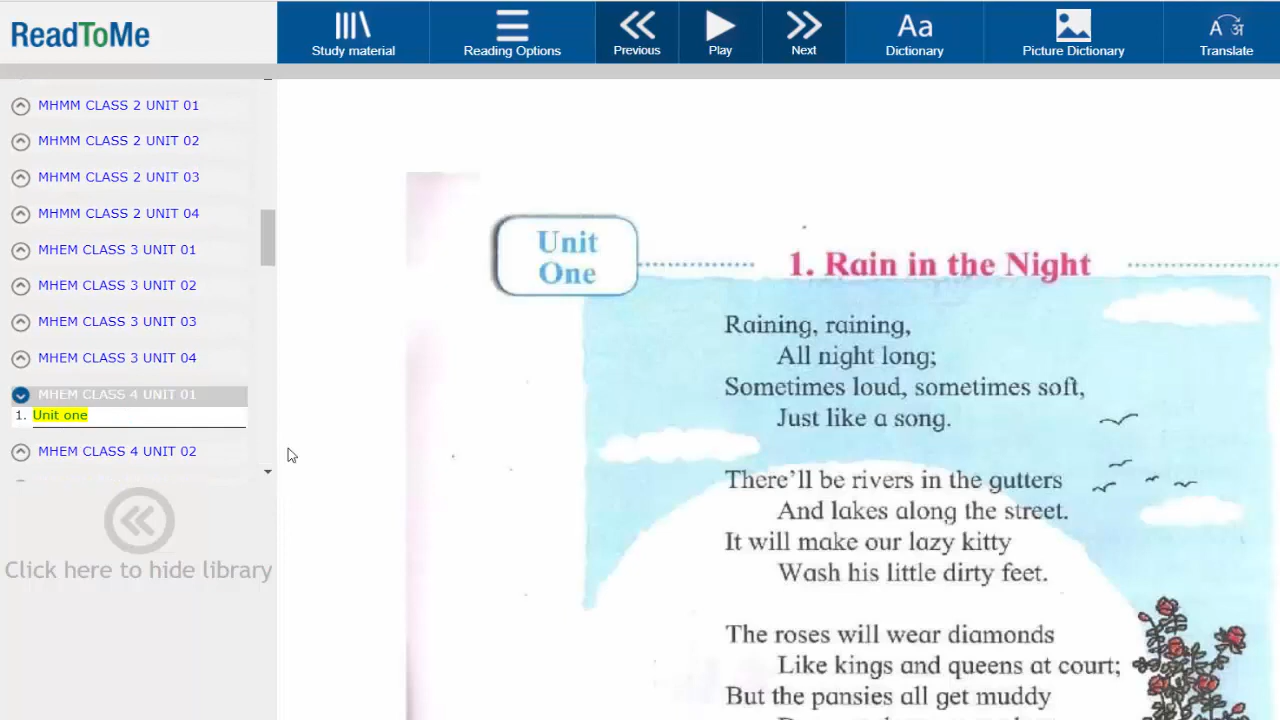 ReadToMe
Study material
Reading Options
Previous
Play
Next
Aa
Dictionary
Picture Dictionary
A अ
Translate
MHMM CLASS 2 UNIT 01
MHMM CLASS 2 UNIT 02
MHMM CLASS 2 UNIT 03
MHMM CLASS 2 UNIT 04
MHEM CLASS 3 UNIT 01
MHEM CLASS 3 UNIT 02
MHEM CLASS 3 UNIT 03
MHEM CLASS 3 UNIT 04
MHEM CLASS 4 UNIT 01
1. Unit one
MHEM CLASS 4 UNIT 02
Click here to hide library
Unit
One
1. Rain in the Night
Raining, raining,
All night long;
Sometimes loud, sometimes soft,
Just like a song.
There'll be rivers in the gutters
And lakes along the street.
It will make our lazy kitty
Wash his little dirty feet.
The roses will wear diamonds
Like kings and queens at court;
But the pansies all get muddy